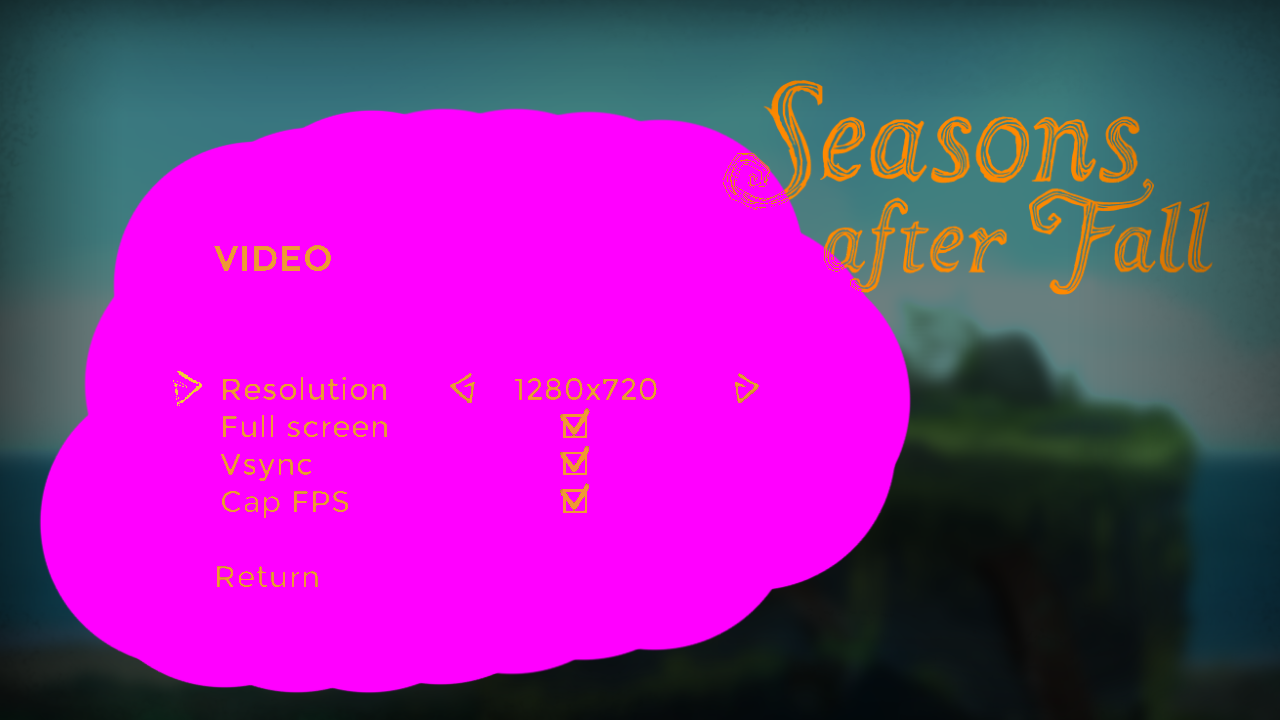 Seasons
after Fall
VIDEO
Resolution 1280x720
Full screen
Vsync
Cap FPS
Return